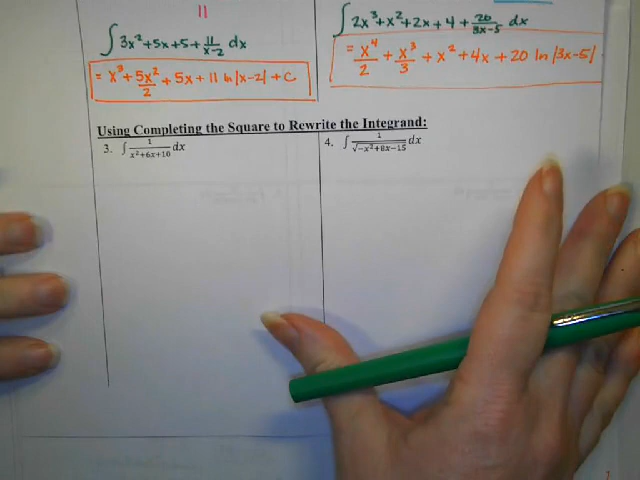 11
∫ 3x²+5x+5+ 11/x-2 dx
= x³+ 5x²/2 + 5x + 11 ln|x-2| + C
∫ 2x³+x²+2x+4+ 20/3x-5 dx
= x⁴/2 + x³/3 + x² +4x +20 ln |3x-5|
Using Completing the Square to Rewrite the Integrand:
3. ∫ 1/x²+6x+10 dx
4. ∫ 1/√-x²+8x-15 dx